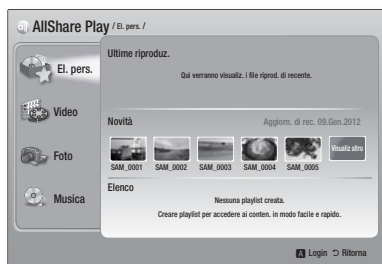 AllShare Play / El. pers. /
El. pers.
Video
Foto
Musica
Ultime riproduz.
Qui verranno visualiz. i file riprod. di recente.
Novità
Aggiorn. di rec. 09.Gen.2012
SAM_0001
SAM_0002
SAM_0003
SAM_0004
SAM_0005
Visualiz altro
Elenco
Nessuna playlist creata.
Creare playlist per accedere ai conten. in modo facile e rapido.
A Login Ritorna